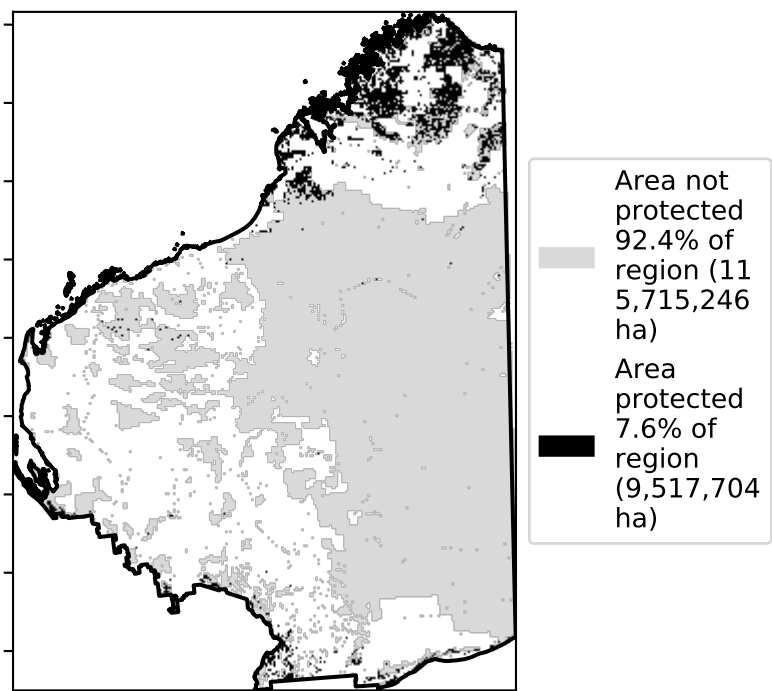 Area not
protected
92.4% of
region (11
5,715,246
ha)
Area
protected
7.6% of
region
(9,517,704
ha)